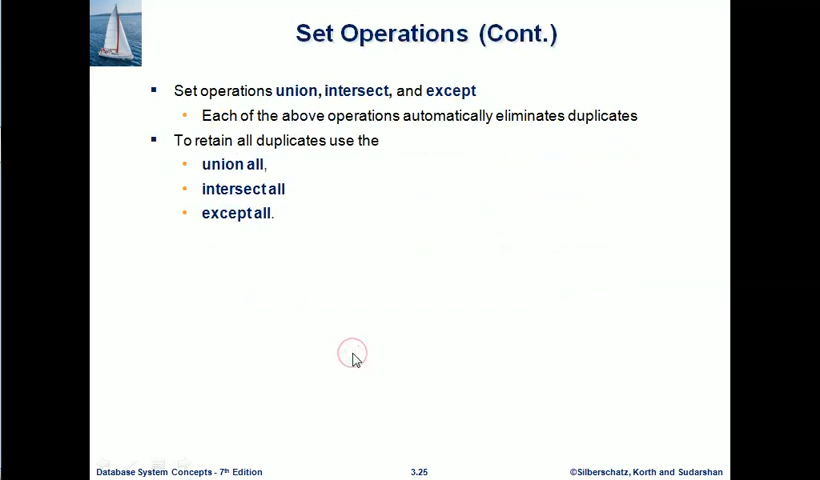 Set Operations (Cont.)
Set operations union, intersect, and except
Each of the above operations automatically eliminates duplicates
To retain all duplicates use the
union all,
intersect all
except all.
Database System Concepts - 7th Edition
3.25
©Silberschatz, Korth and Sudarshan